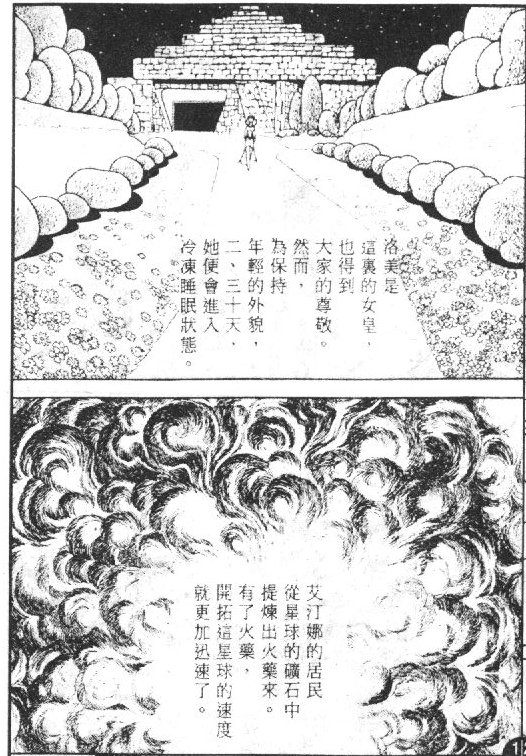 洛美是
這裏的女皇、
也得到
大家的尊敬。
然而，
為保持
年輕的外貌，
二、三十天、
她便會進入
冷凍睡眠狀態。
艾汀娜的居民
從星球的礦石中
提煉出火藥來。
有了火藥，
開拓這星球的速度
就更加迅速了。